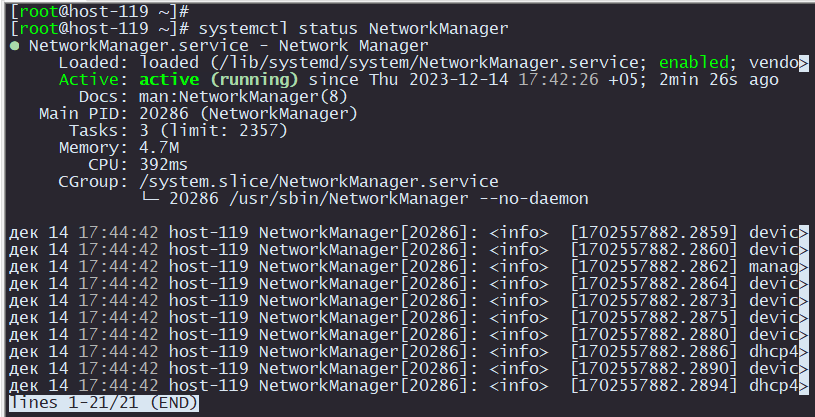 [root@host-119 ~]#
[root@host-119 ~]# systemctl status NetworkManager
● NetworkManager.service - Network Manager
     Loaded: loaded (/lib/systemd/system/NetworkManager.service; enabled; vendo>
     Active: active (running) since Thu 2023-12-14 17:42:26 +05; 2min 26s ago
       Docs: man:NetworkManager(8)
   Main PID: 20286 (NetworkManager)
      Tasks: 3 (limit: 2357)
     Memory: 4.7M
        CPU: 392ms
     CGroup: /system.slice/NetworkManager.service
             └─ 20286 /usr/sbin/NetworkManager --no-daemon
дек 14 17:44:42 host-119 NetworkManager[20286]: <info>  [1702557882.2859] devic>
дек 14 17:44:42 host-119 NetworkManager[20286]: <info>  [1702557882.2860] devic>
дек 14 17:44:42 host-119 NetworkManager[20286]: <info>  [1702557882.2862] manag>
дек 14 17:44:42 host-119 NetworkManager[20286]: <info>  [1702557882.2864] devic>
дек 14 17:44:42 host-119 NetworkManager[20286]: <info>  [1702557882.2873] devic>
дек 14 17:44:42 host-119 NetworkManager[20286]: <info>  [1702557882.2875] devic>
дек 14 17:44:42 host-119 NetworkManager[20286]: <info>  [1702557882.2880] devic>
дек 14 17:44:42 host-119 NetworkManager[20286]: <info>  [1702557882.2886] dhcp4>
дек 14 17:44:42 host-119 NetworkManager[20286]: <info>  [1702557882.2890] devic>
дек 14 17:44:42 host-119 NetworkManager[20286]: <info>  [1702557882.2894] dhcp4>
lines 1-21/21 (END)